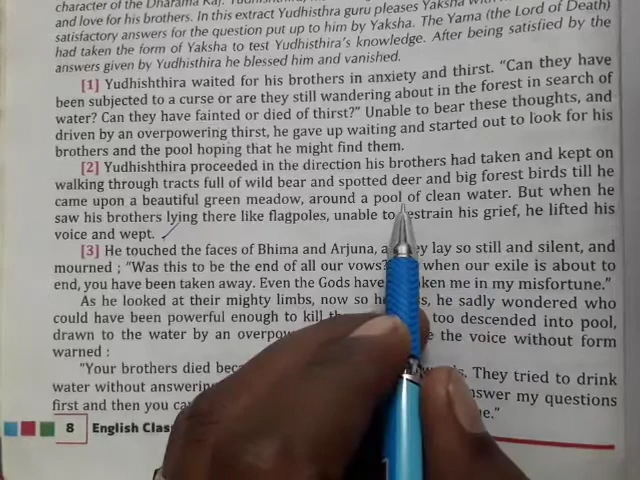 character of the Dharama Raj.
and love for his brothers. In this extract Yudhisthra guru pleases Yaksha with
satisfactory answers for the question put up to him by Yaksha. The Yama (the Lord of Death)
had taken the form of Yaksha to test Yudhisthira's knowledge. After being satisfied by the
answers given by Yudhisthira he blessed him and vanished.
[1] Yudhishthira waited for his brothers in anxiety and thirst. "Can they have
been subjected to a curse or are they still wandering about in the forest in search of
water? Can they have fainted or died of thirst?" Unable to bear these thoughts, and
driven by an overpowering thirst, he gave up waiting and started out to look for his
brothers and the pool hoping that he might find them.
[2] Yudhishthira proceeded in the direction his brothers had taken and kept on
walking through tracts full of wild bear and spotted deer and big forest birds till he
came upon a beautiful green meadow, around a pool of clean water. But when he
saw his brothers lying there like flagpoles, unable to restrain his grief, he lifted his
voice and wept.
[3] He touched the faces of Bhima and Arjuna, as they lay so still and silent, and
mourned ; "Was this to be the end of all our vows? when our exile is about to
end, you have been taken away. Even the Gods have me in my misfortune."
As he looked at their mighty limbs, now so he sadly wondered who
could have been powerful enough to kill too descended into pool,
drawn to the water by an the voice without form
warned :
"Your brothers died They tried to drink
water without my questions
first and then you
8 English